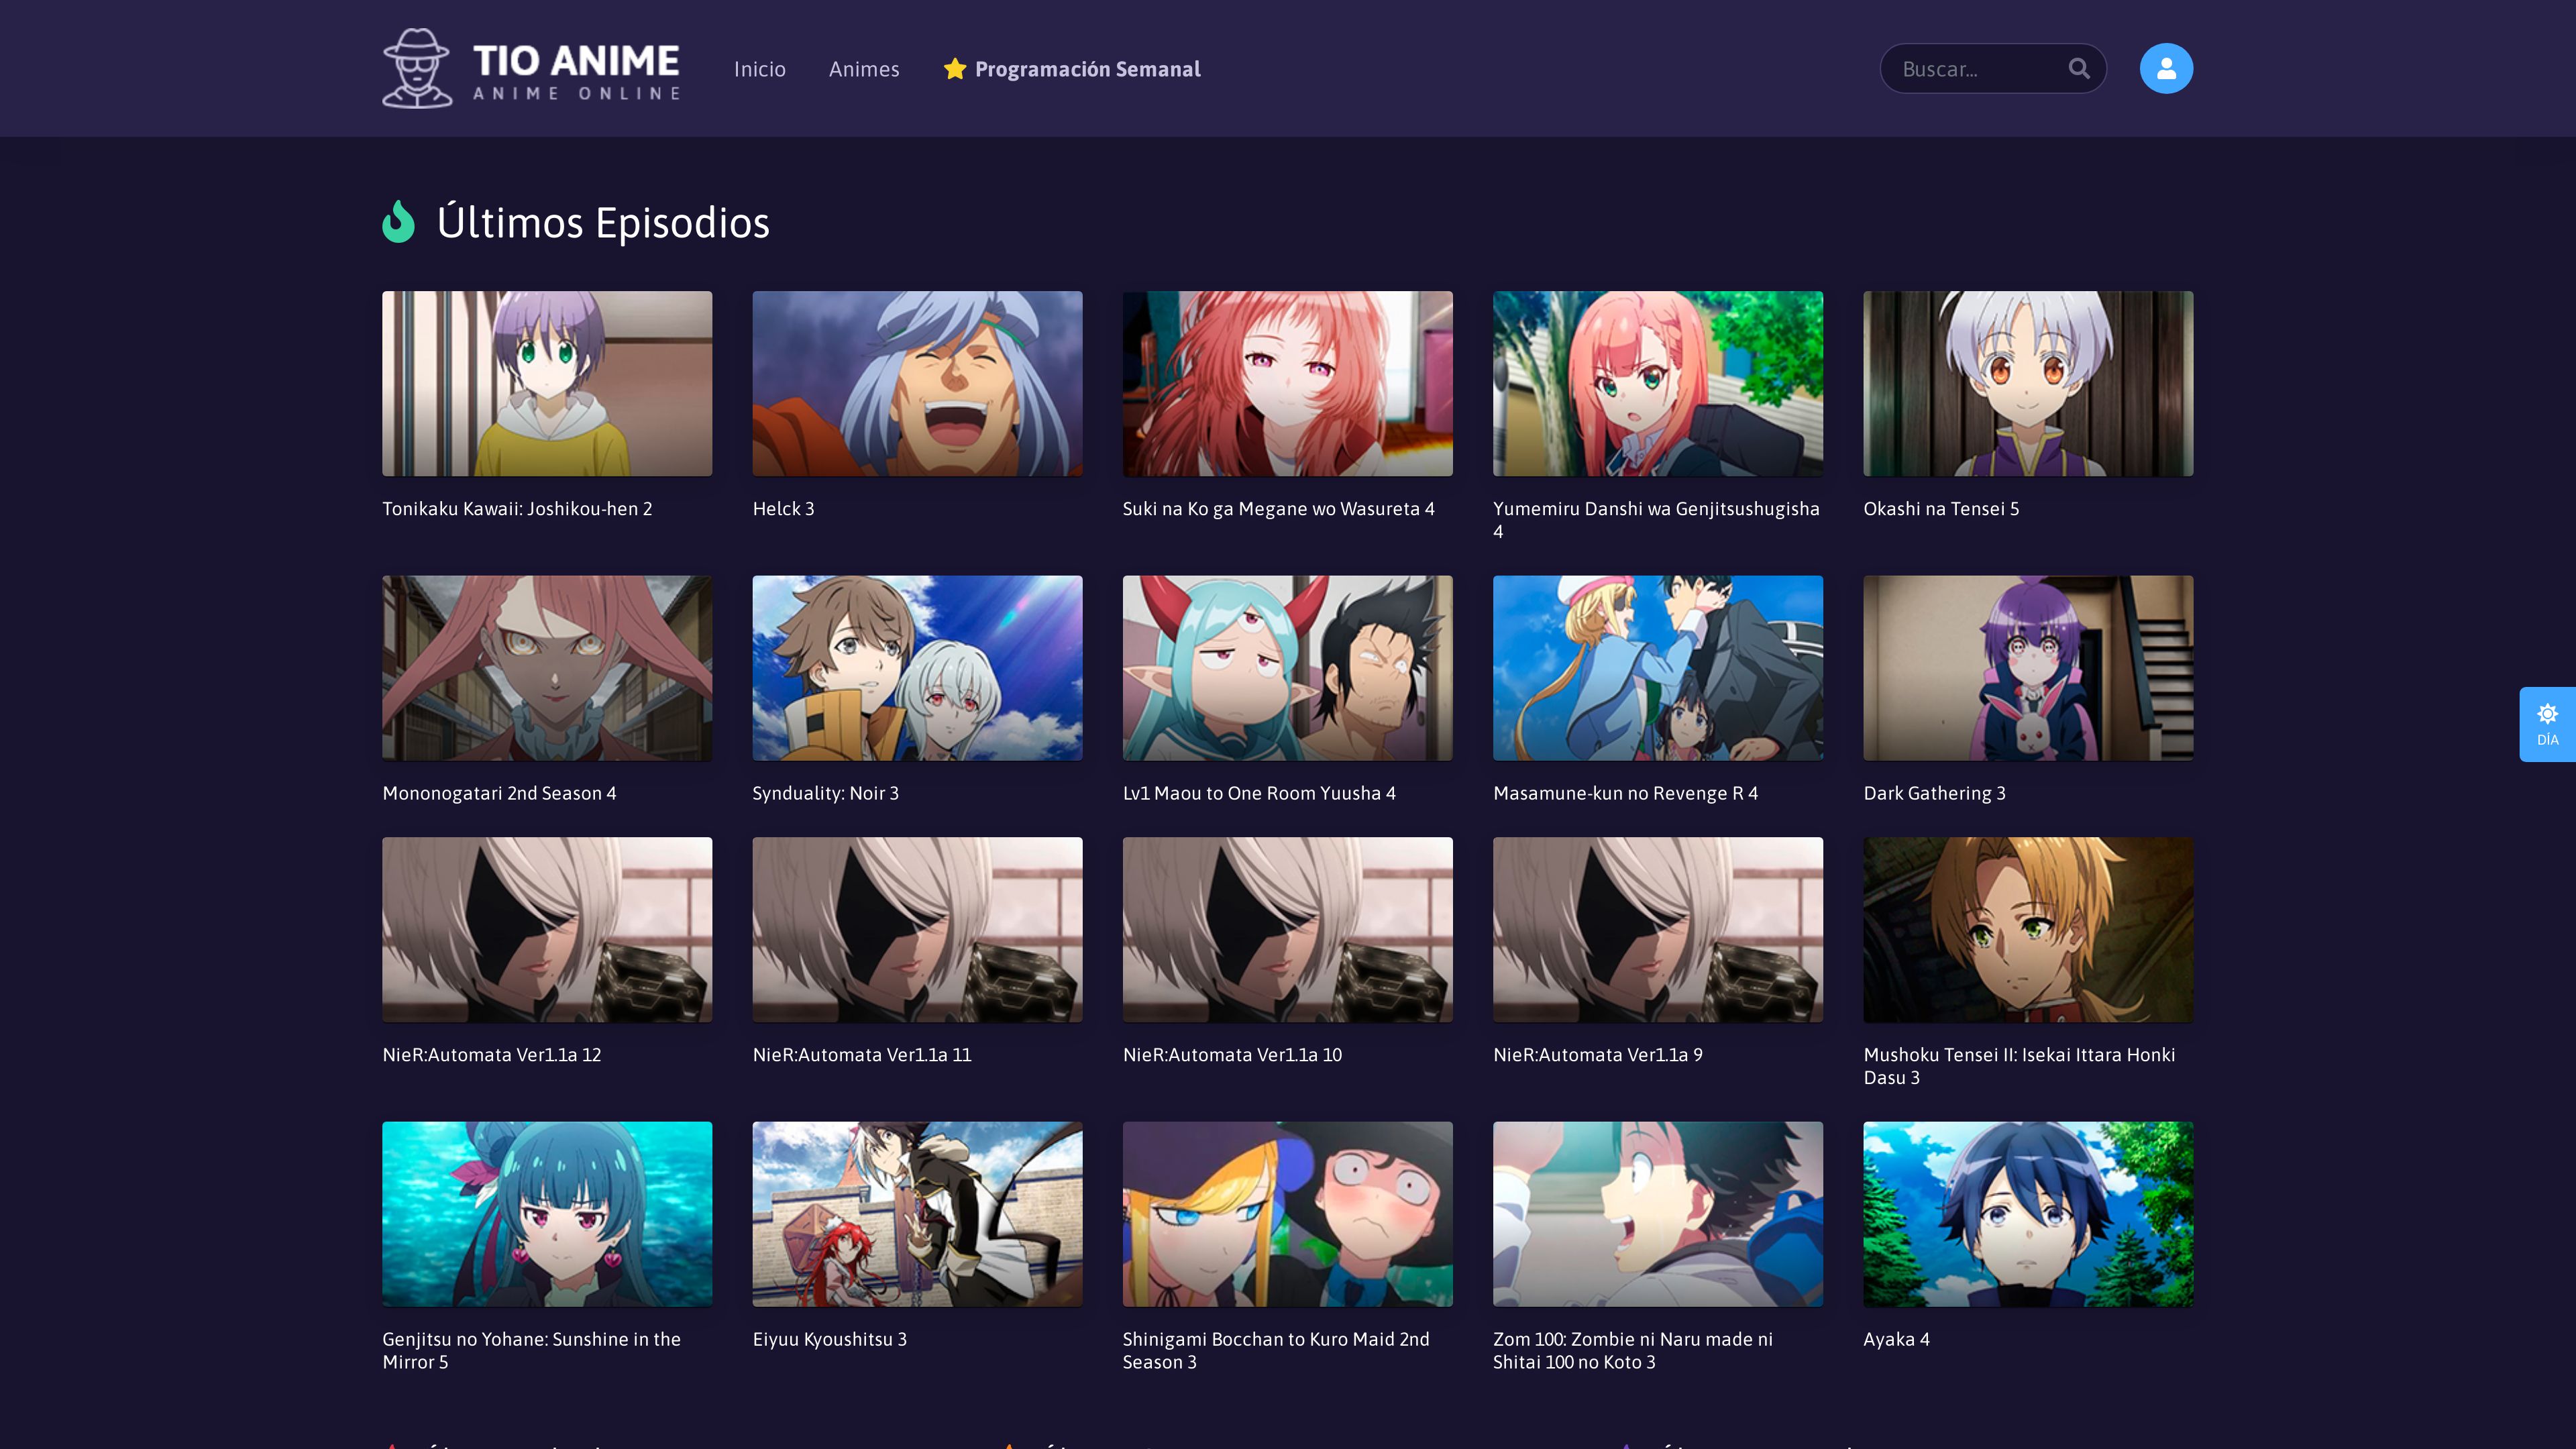 TIO ANIME
ANIME ONLINE
Inicio
Animes
Programación Semanal
Buscar...
Últimos Episodios
Tonikaku Kawaii: Joshikou-hen 2
Helck 3
Suki na Ko ga Megane wo Wasureta 4
Yumemiru Danshi wa Genjitsushugisha
4
Okashi na Tensei 5
DÍA
Mononogatari 2nd Season 4
Synduality: Noir 3
Lv1 Maou to One Room Yuusha 4
Masamune-kun no Revenge R 4
Dark Gathering 3
NieR:Automata Ver1.1a 12
NieR:Automata Ver1.1a 11
NieR:Automata Ver1.1a 10
NieR:Automata Ver1.1a 9
Mushoku Tensei II: Isekai Ittara Honki
Dasu 3
Genjitsu no Yohane: Sunshine in the
Mirror 5
Eiyuu Kyoushitsu 3
Shinigami Bocchan to Kuro Maid 2nd
Season 3
Zom 100: Zombie ni Naru made ni
Shitai 100 no Koto 3
Ayaka 4